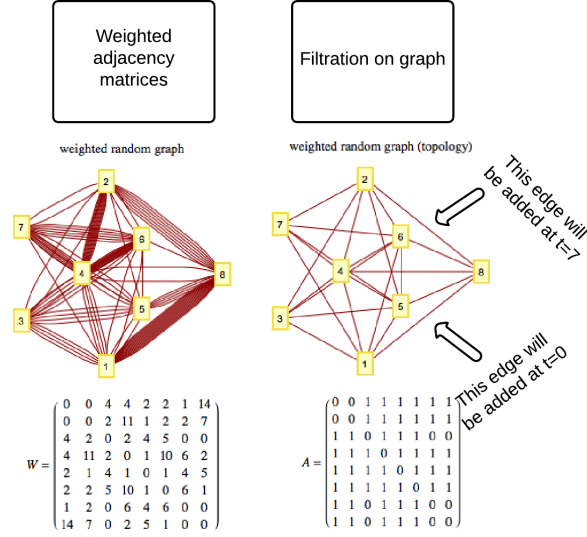 Weighted
adjacency
matrices
Filtration on graph
weighted random graph
2
7
6
4
8
3
5
1
weighted random graph (topology)
2
7
6
4
8
3
5
1
This edge will
be added at t=7
This edge will
be added at t=0
W =
0 0 4 4 2 2 1 14
0 0 2 11 1 2 2 7
4 2 0 2 4 5 0 0
4 11 2 0 1 10 6 2
2 1 4 1 0 1 4 5
2 2 5 10 1 0 6 1
1 2 0 6 4 6 0 0
14 7 0 2 5 1 0 0
A =
0 0 1 1 1 1 1 1
0 0 1 1 1 1 1 1
1 1 0 1 1 1 0 0
1 1 1 0 1 1 1 1
1 1 1 1 0 1 1 1
1 1 1 1 1 0 1 1
1 1 0 1 1 1 0 0
1 1 0 1 1 1 0 0